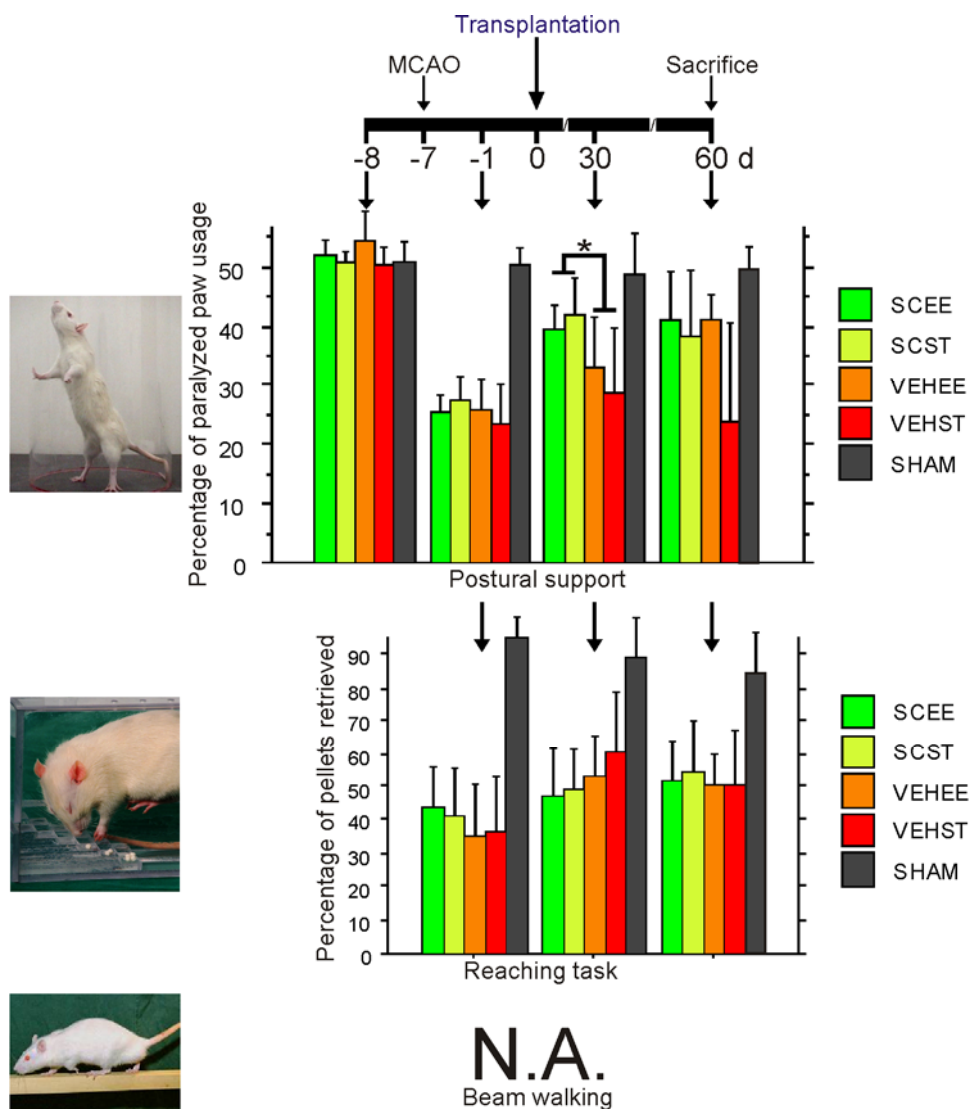 Transplantation
MCAO
Sacrifice
-8 -7 -1 0 30 60 d
Percentage of paralyzed paw usage
50
40
30
20
10
0
*
SCEE
SCST
VEHEE
VEHST
SHAM
Postural support
Percentage of pellets retrieved
90
80
70
60
50
40
30
20
10
0
SCEE
SCST
VEHEE
VEHST
SHAM
Reaching task
N.A.
Beam walking